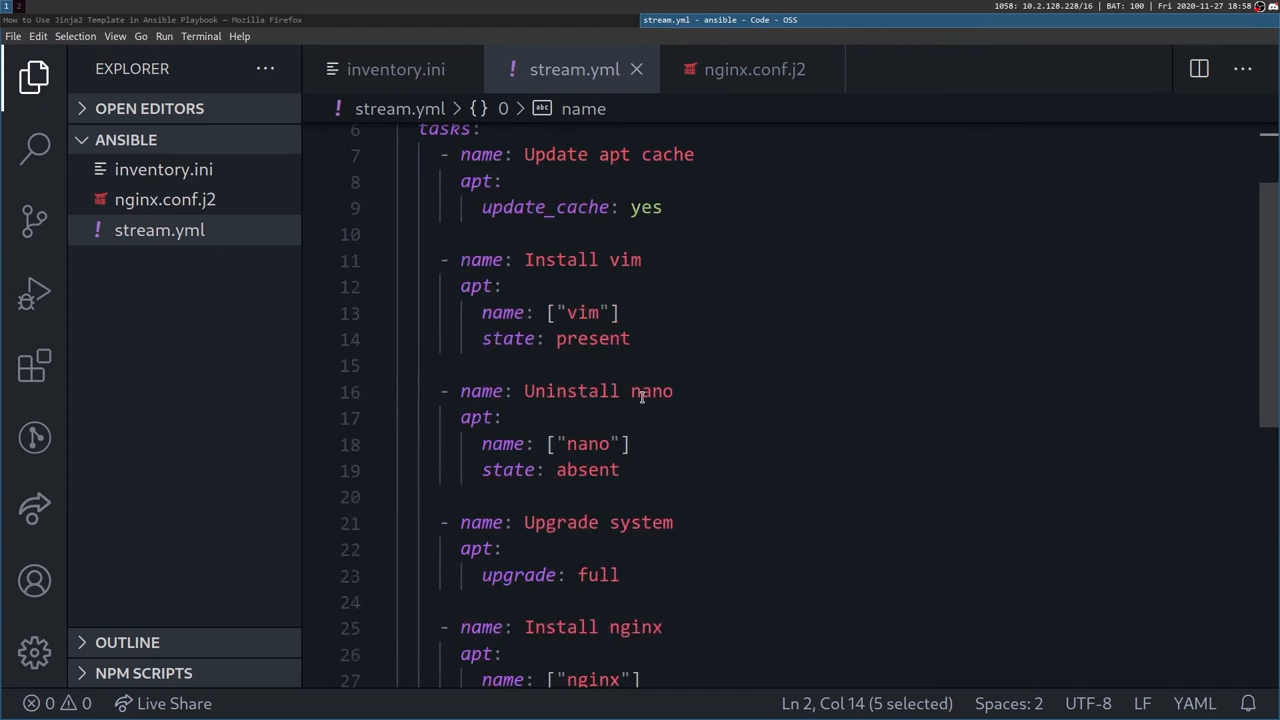 1 2 1058: 10.2.128.228/16 | BAT: 100 | Fri 2020-11-27 18:58
How to Use Jinja2 Template in Ansible Playbook — Mozilla Firefox stream.yml - ansible - Code - OSS
File Edit Selection View Go Run Terminal Help
EXPLORER ··· inventory.ini ! stream.yml nginx.conf.j2 ···
OPEN EDITORS ! stream.yml > {} 0 > abc name
ANSIBLE
inventory.ini
nginx.conf.j2
! stream.yml
6 tasks:
7 - name: Update apt cache
8 apt:
9 update_cache: yes
10
11 - name: Install vim
12 apt:
13 name: ["vim"]
14 state: present
15
16 - name: Uninstall nano
17 apt:
18 name: ["nano"]
19 state: absent
20
21 - name: Upgrade system
22 apt:
23 upgrade: full
24
25 - name: Install nginx
26 apt:
27 name: ["nginx"]
OUTLINE
NPM SCRIPTS
0 0 Live Share Ln 2, Col 14 (5 selected) Spaces: 2 UTF-8 LF YAML